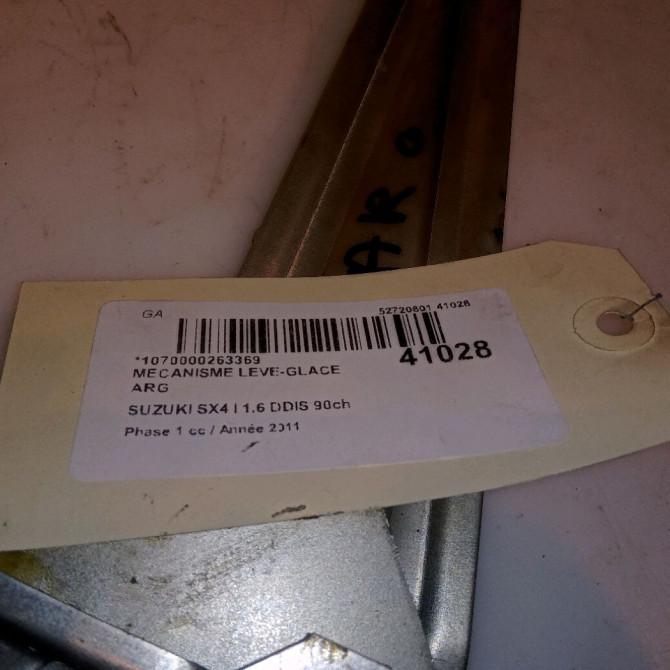 AR
GA
52720801 41028
*1070000263369
41028
MECANISME LEVE-GLACE
ARG
SUZUKI SX4 I 1.6 DDIS 90ch
Phase 1 cc / Année 2011